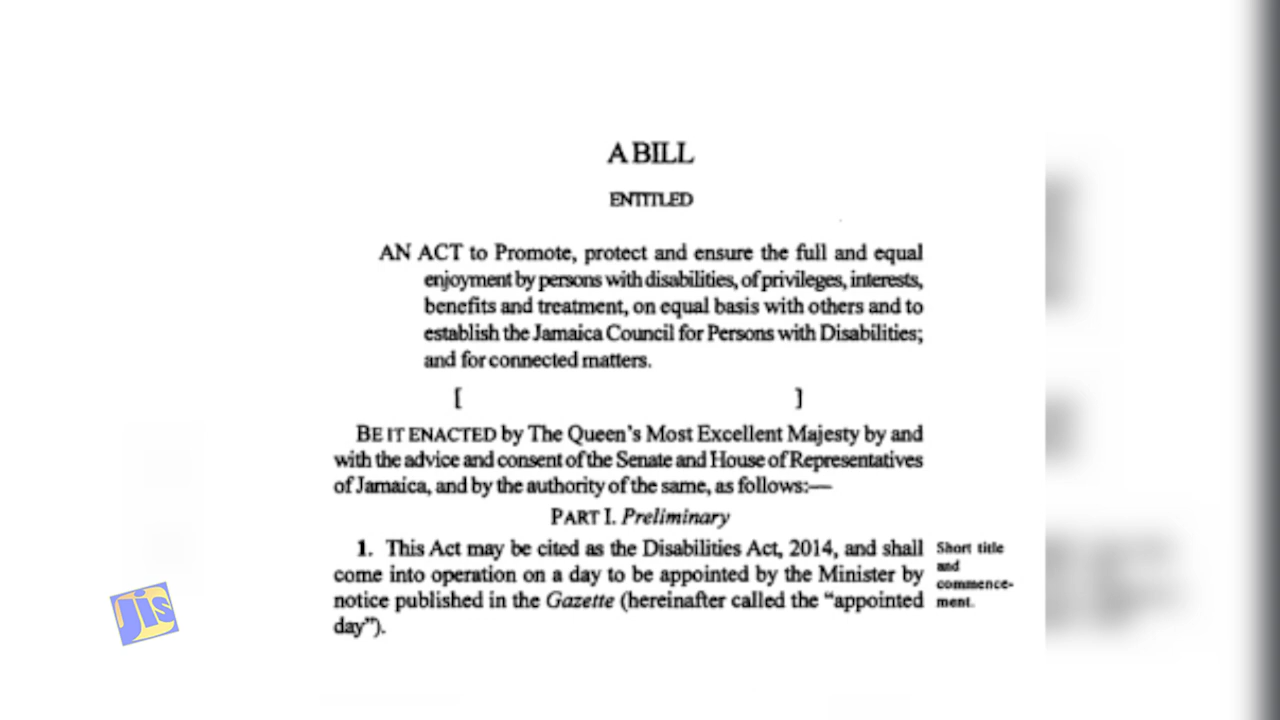 A BILL
ENTITLED
AN ACT to Promote, protect and ensure the full and equal
enjoyment by persons with disabilities, of privileges, interests,
benefits and treatment, on equal basis with others and to
establish the Jamaica Council for Persons with Disabilities;
and for connected matters.
[ ]
BE IT ENACTED by The Queen's Most Excellent Majesty by and
with the advice and consent of the Senate and House of Representatives
of Jamaica, and by the authority of the same, as follows:—
PART I. Preliminary
1. This Act may be cited as the Disabilities Act, 2014, and shall
come into operation on a day to be appointed by the Minister by
notice published in the Gazette (hereinafter called the “appointed
day”).
Short title
and
commence-
ment.
jis